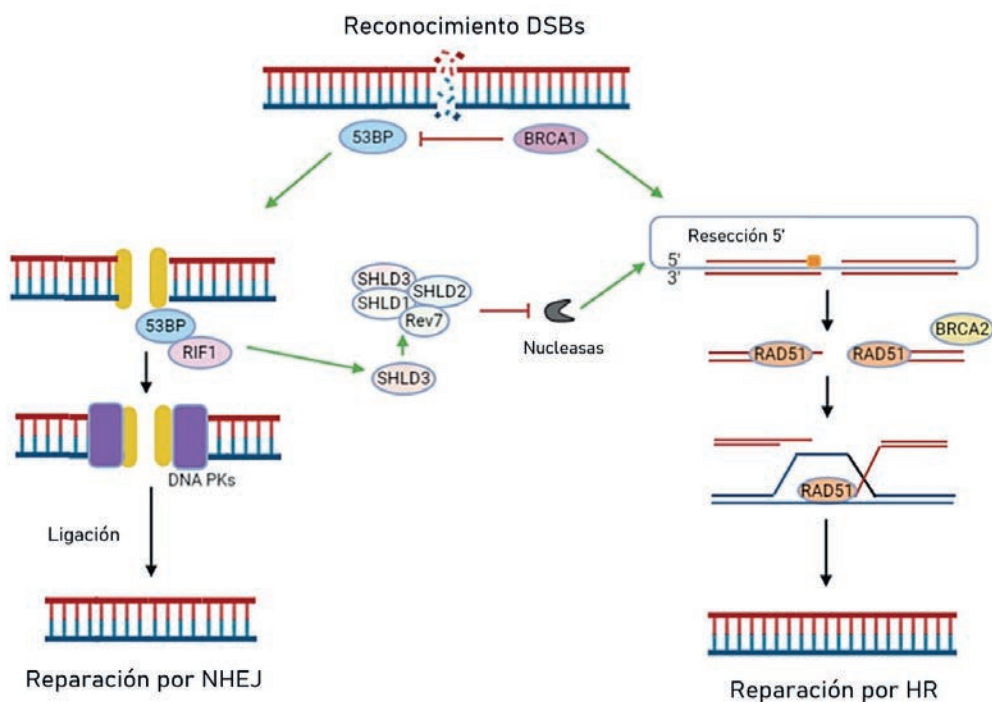 Reconocimiento DSBs
53BP
BRCA1
Resección 5'
5'
3'
SHLD3
SHLD2
SHLD1
Rev7
53BP
RIF1
Nucleasas
BRCA2
RAD51
RAD51
SHLD3
DNA PKs
RAD51
Ligación
Reparación por NHEJ
Reparación por HR